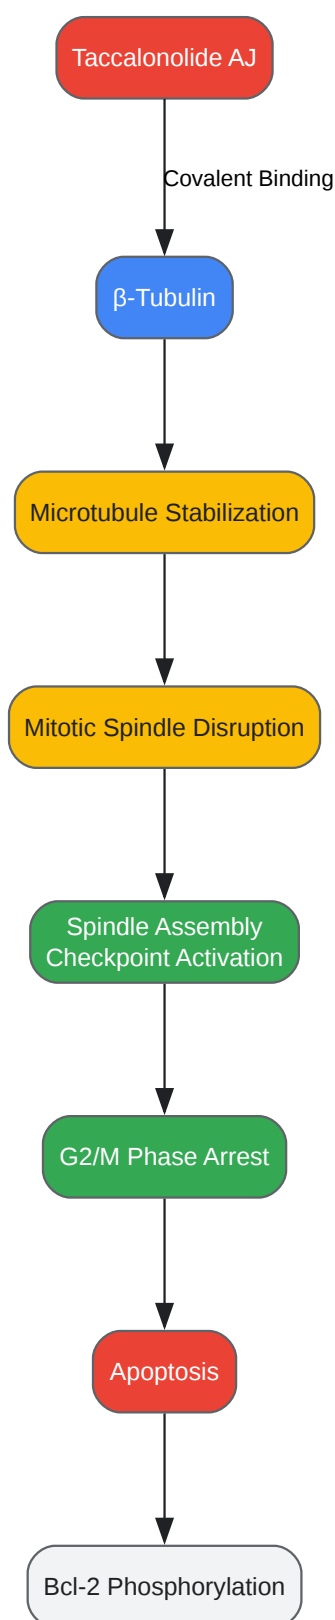 Taccalonolide AJ
Covalent Binding
β-Tubulin
Microtubule Stabilization
Mitotic Spindle Disruption
Spindle Assembly
Checkpoint Activation
G2/M Phase Arrest
Apoptosis
Bcl-2 Phosphorylation